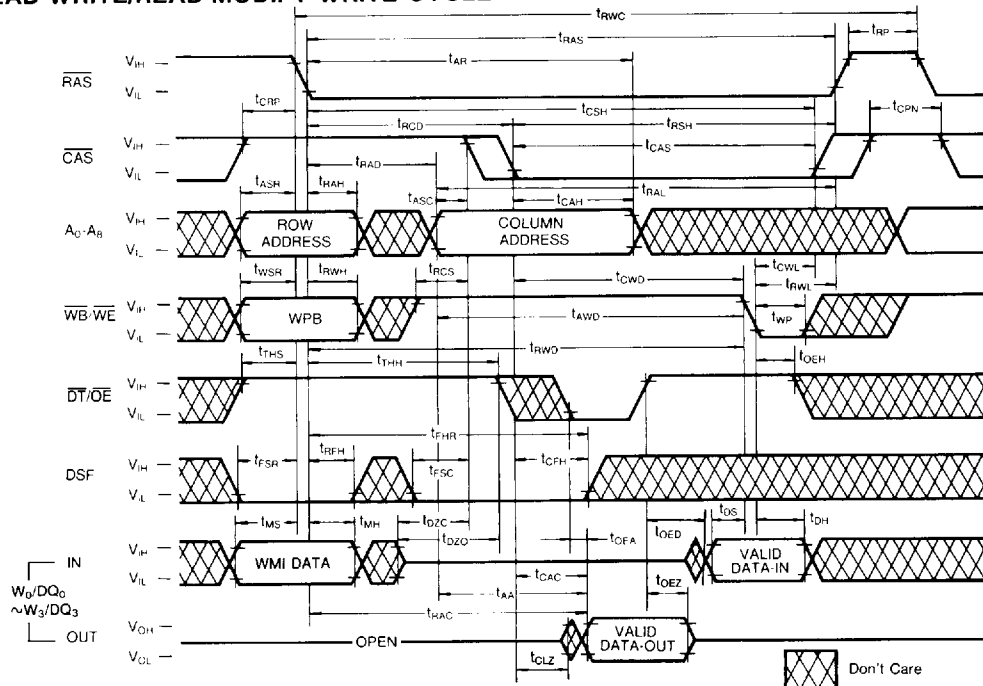 EAD-WRITE/READ-MODIFY-WRITE CYCLE
tRWC
tRAS
tRP
tAR
RAS
VIH
VIL
tCRP
tCSH
tCPN
tRCD
tRSH
CAS
VIH
VIL
tCAS
tRAD
tASR
tRAH
tRAL
tASC
tCAH
A0-A8
VIH
VIL
ROW
ADDRESS
COLUMN
ADDRESS
tWSR
tRWH
tRCS
tCWD
tCWL
tRWL
WB/WE
VIH
VIL
WPB
tAWD
tWP
tRWD
tTHS
tTHH
tOEH
DT/OE
VIH
VIL
tFHR
tFSR
tRFH
tFSC
tCFH
DSF
VIH
VIL
tMS
tMH
tDZC
tDZO
tOEA
tOED
tDS
tDH
IN
VIH
VIL
WMI DATA
VALID
DATA-IN
tCAC
tOEZ
tAA
W0/DQ0
~W3/DQ3
tRAC
OUT
VOH
VOL
OPEN
VALID
DATA-OUT
tCLZ
Don't Care